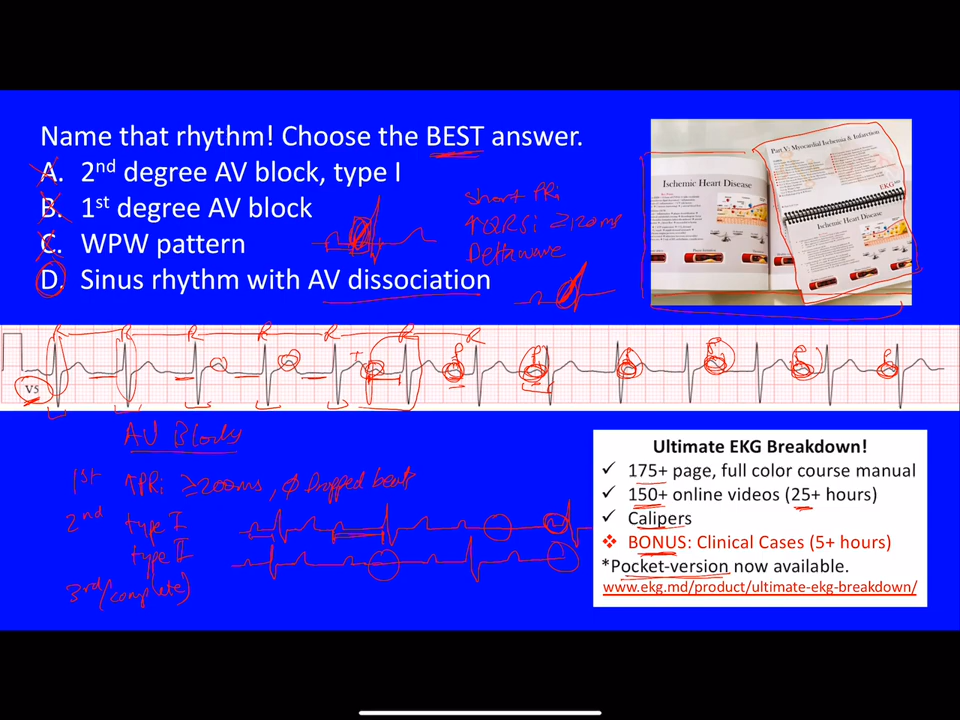 Name that rhythm! Choose the BEST answer.
A. 2nd degree AV block, type I
B. 1st degree AV block
C. WPW pattern
D. Sinus rhythm with AV dissociation
short PRi
↑QRSi ≥120ms
Delta wave
Ischemic Heart Disease
Part V: Myocardial Ischemia & Infarction
EKG
Ischemic Heart Disease
R R R R R R R
P P P P P P
V5
AV Blocks
1st ↑PRi ≥200ms, ϕ Dropped beats
2nd type I
type II
3rd/complete)
Ultimate EKG Breakdown!
✓ 175+ page, full color course manual
✓ 150+ online videos (25+ hours)
✓ Calipers
❖ BONUS: Clinical Cases (5+ hours)
*Pocket-version now available.
www.ekg.md/product/ultimate-ekg-breakdown/